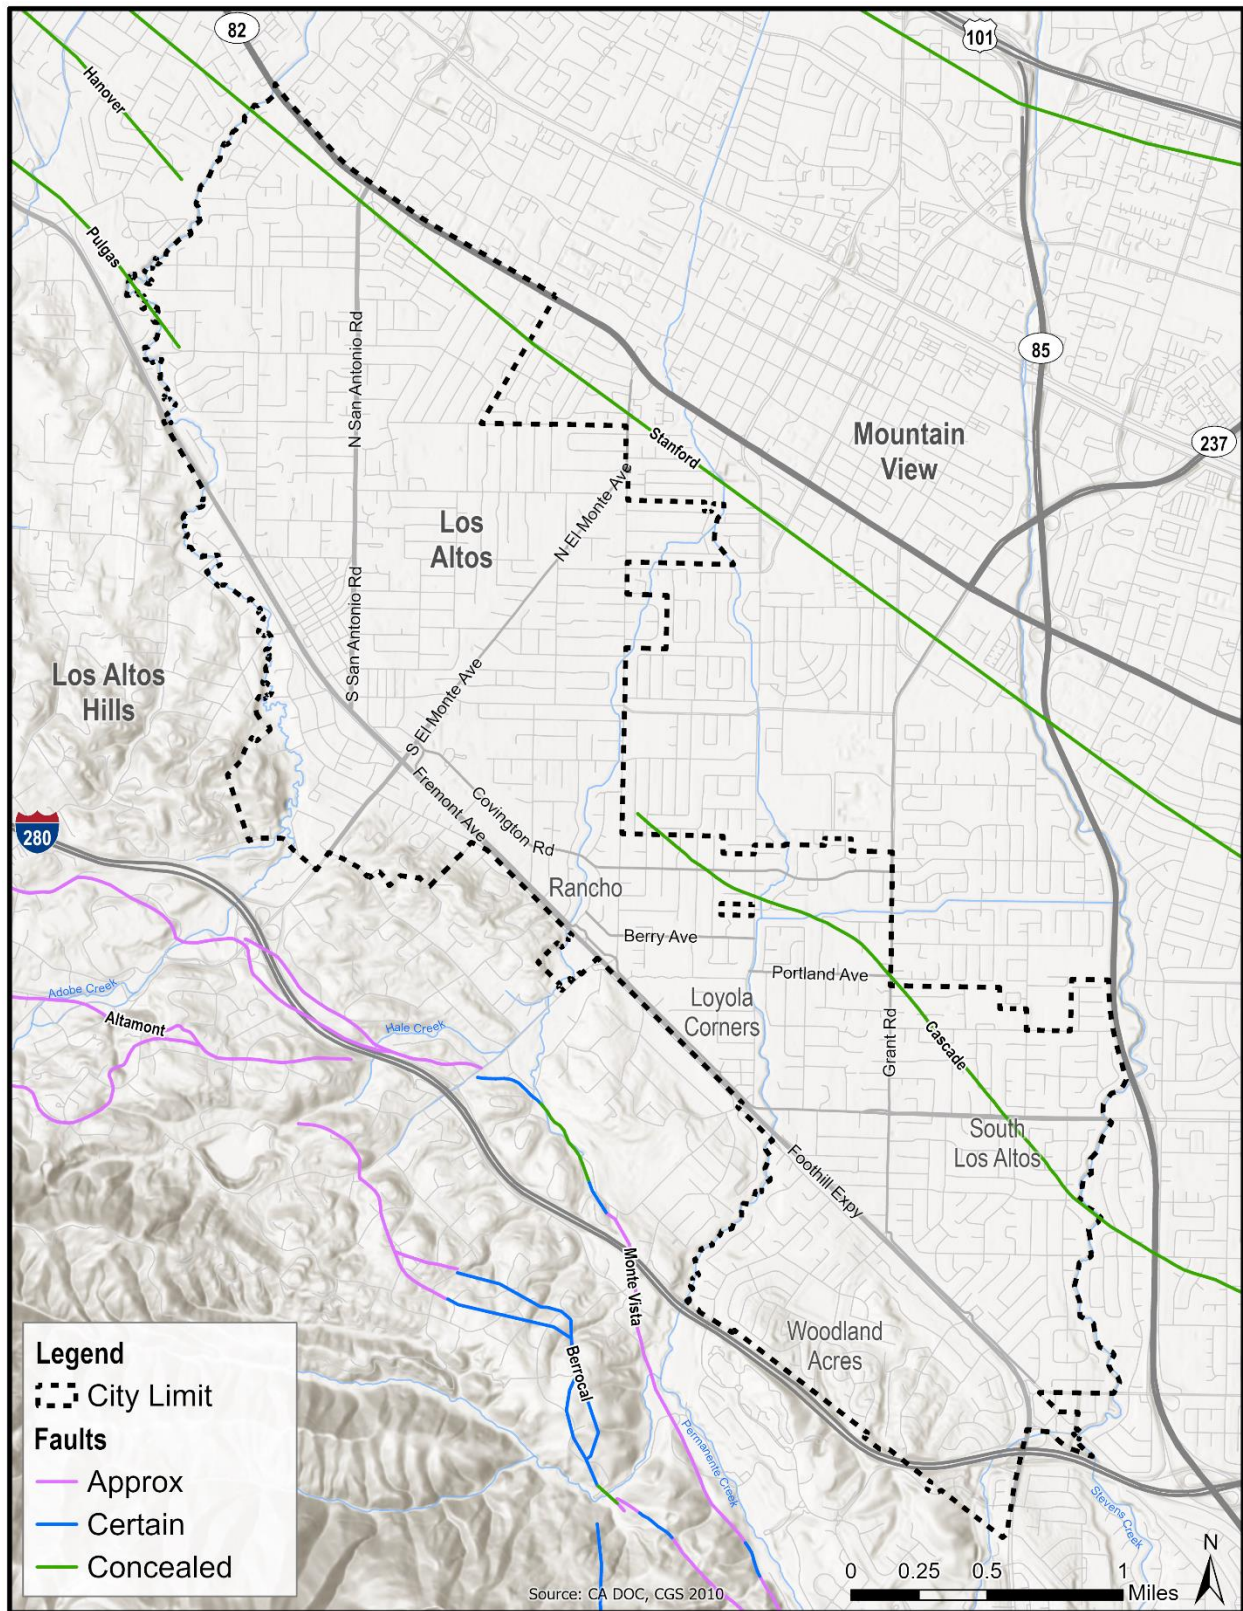 82
101
Hanover
Pulgas
N San Antonio Rd
85
Stanford
Mountain
View
237
N El Monte Ave
Los
Altos
S San Antonio Rd
Los Altos
Hills
S El Monte Ave
280
Fremont Ave
Covington Rd
Rancho
Berry Ave
Portland Ave
Adobe Creek
Altamont
Hale Creek
Loyola
Corners
Grant Rd
Cascade
South
Los Altos
Foothill Expy
Monte Vista
Woodland
Acres
Berrocal
Permanente Creek
Stevens Creek
Legend
City Limit
Faults
Approx
Certain
Concealed
Source: CA DOC, CGS 2010
N
0 0.25 0.5 1
Miles